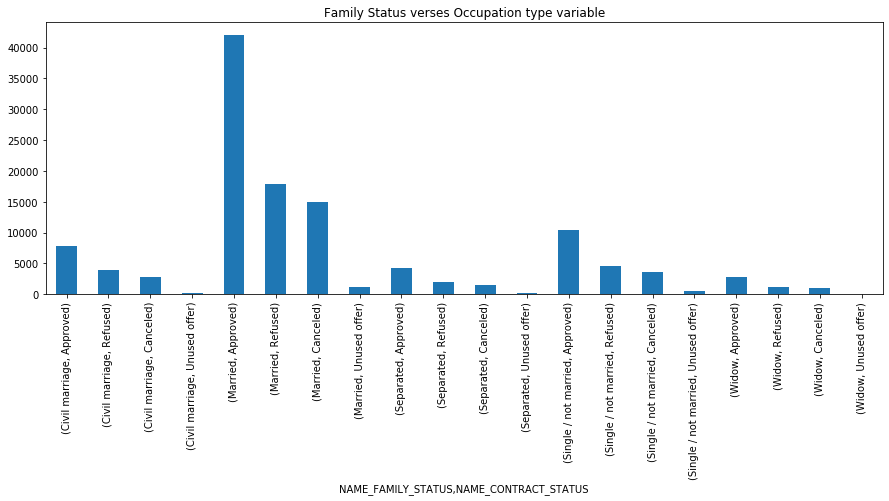 Family Status verses Occupation type variable
40000
35000
30000
25000
20000
15000
10000
5000
0
(Civil marriage, Approved)
(Civil marriage, Refused)
(Civil marriage, Canceled)
(Civil marriage, Unused offer)
(Married, Approved)
(Married, Refused)
(Married, Canceled)
(Married, Unused offer)
(Separated, Approved)
(Separated, Refused)
(Separated, Canceled)
(Separated, Unused offer)
(Single / not married, Approved)
(Single / not married, Refused)
(Single / not married, Canceled)
(Single / not married, Unused offer)
(Widow, Approved)
(Widow, Refused)
(Widow, Canceled)
(Widow, Unused offer)
NAME_FAMILY_STATUS,NAME_CONTRACT_STATUS